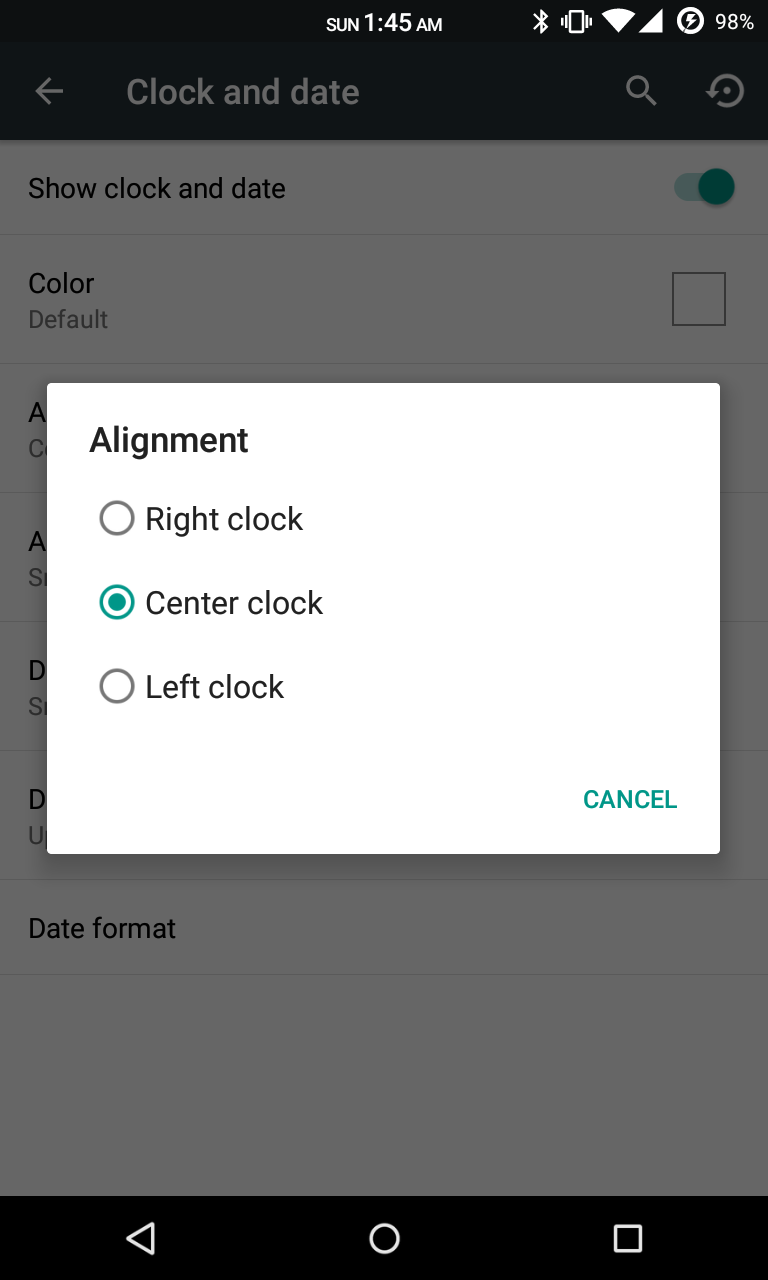 SUN 1:45 AM 98%
Clock and date
Show clock and date
Color
Default
Alignment
Right clock
Center clock
Left clock
CANCEL
Date format